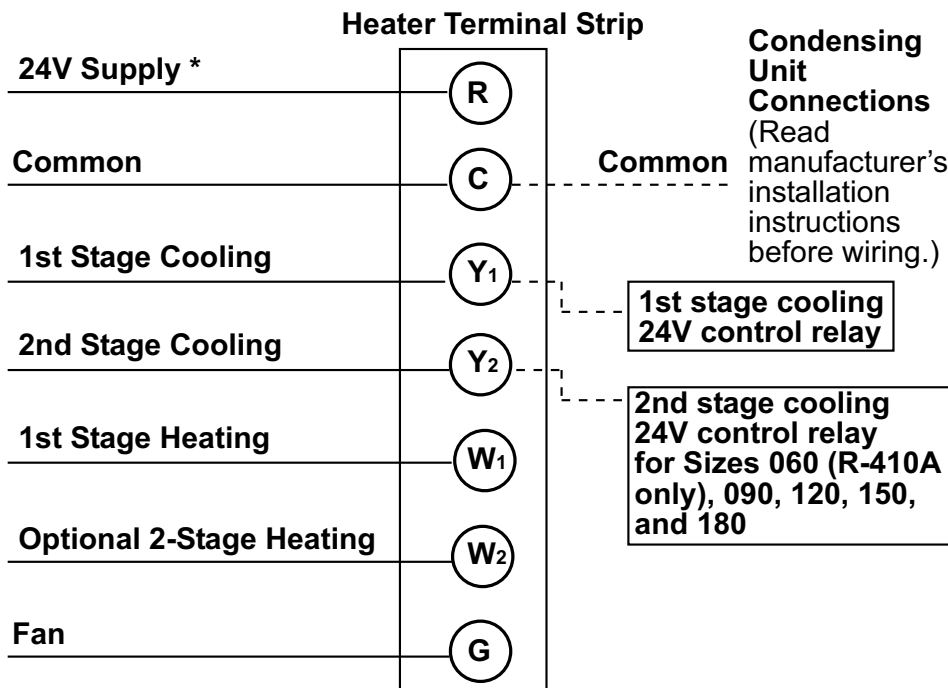 Heater Terminal Strip
24V Supply *
R
Condensing
Unit
Connections
(Read
manufacturer's
installation
instructions
before wiring.)
Common
C
Common
1st Stage Cooling
Y1
1st stage cooling
24V control relay
2nd Stage Cooling
Y2
2nd stage cooling
24V control relay
for Sizes 060 (R-410A
only), 090, 120, 150,
and 180
1st Stage Heating
W1
Optional 2-Stage Heating
W2
Fan
G